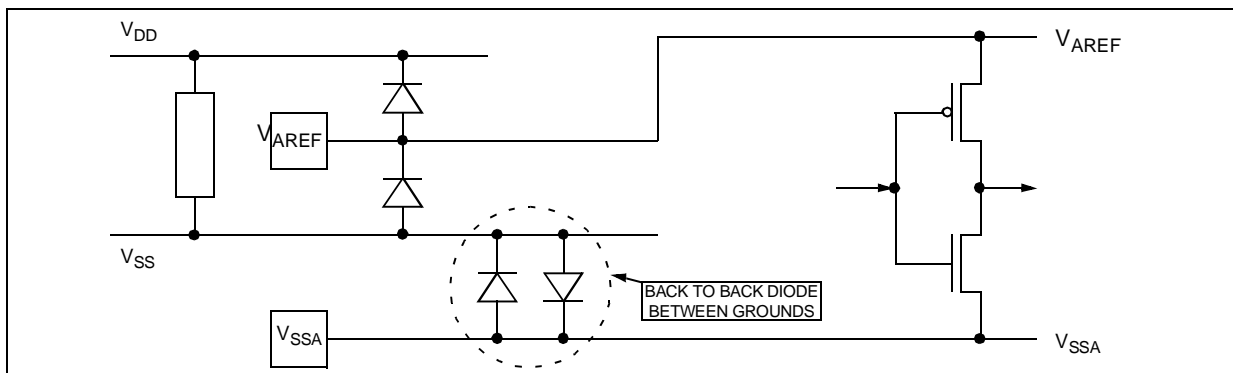 VDD
VAREF
VAREF
VSS
BACK TO BACK DIODE
BETWEEN GROUNDS
VSSA
VSSA